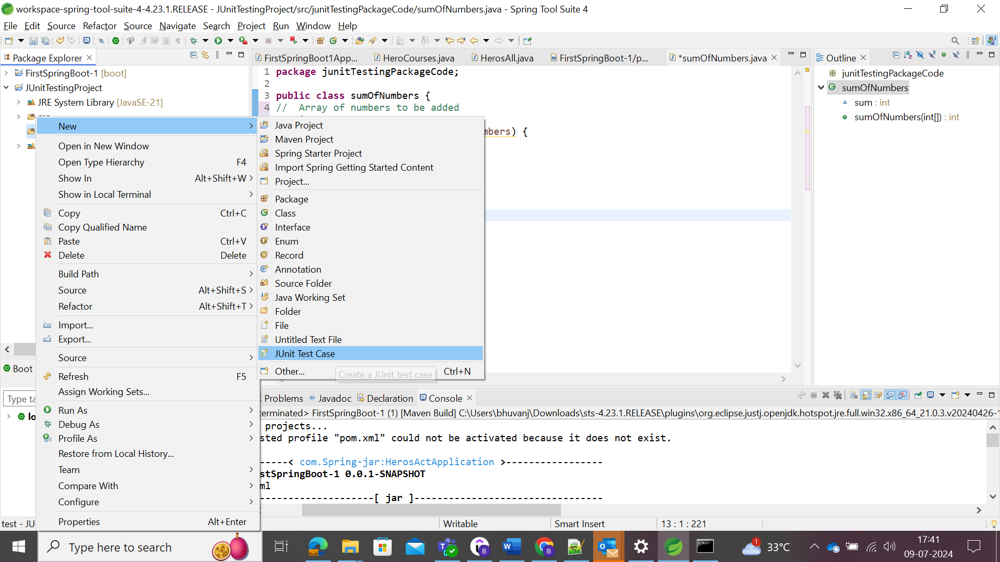 workspace-spring-tool-suite-4-4.23.1.RELEASE - JUnitTestingProject/src/junitTestingPackageCode/sumOfNumbers.java - Spring Tool Suite 4
File Edit Source Refactor Source Navigate Search Project Run Window Help
Package Explorer
FirstSpringBoot-1 [boot]
JUnitTestingProject
JRE System Library [JavaSE-21]
New
Open in New Window
Open Type Hierarchy F4
Show In Alt+Shift+W
Show in Local Terminal
Copy Ctrl+C
Copy Qualified Name
Paste Ctrl+V
Delete Delete
Build Path
Source Alt+Shift+S
Refactor Alt+Shift+T
Import...
Export...
Source
Refresh F5
Assign Working Sets...
Run As
Debug As
Profile As
Restore from Local History...
Team
Compare With
Configure
Properties Alt+Enter
Java Project
Maven Project
Spring Starter Project
Import Spring Getting Started Content
Project...
Package
Class
Interface
Enum
Record
Annotation
Source Folder
Java Working Set
Folder
File
Untitled Text File
JUnit Test Case
Other... Ctrl+N
Create a JUnit test case
Boot
Type ta
lo
FirstSpringBoot1App... HeroCourses.java HerosAll.java FirstSpringBoot-1/p... *sumOfNumbers.java
1 package junitTestingPackageCode;
2
3 public class sumOfNumbers {
4 // Array of numbers to be added
mbers) {
Outline
junitTestingPackageCode
sumOfNumbers
sum : int
sumOfNumbers(int[]) : int
Problems Javadoc Declaration Console
terminated> FirstSpringBoot-1 (1) [Maven Build] C:\Users\bhuvanj\Downloads\sts-4.23.1.RELEASE\plugins\org.eclipse.justj.openjdk.hotspot.jre.full.win32.x86_64_21.0.3.v20240426-1
projects...
sted profile "pom.xml" could not be activated because it does not exist.
-----< com.Spring-jar:HerosActApplication >-----------------
stSpringBoot-1 0.0.1-SNAPSHOT
ml
--------------------[ jar ]---------------------------------
test - JU Writable Smart Insert 13 : 1 : 221
Type here to search
1 33°C
17:41
09-07-2024